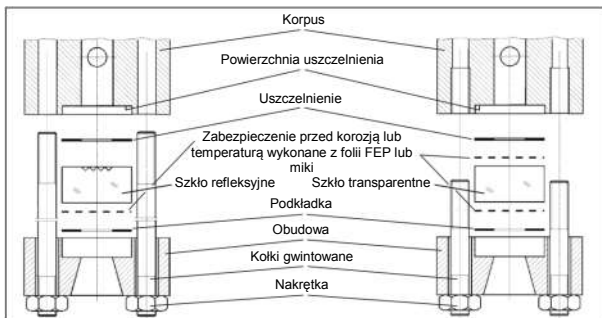 Korpus
Powierzchnia uszczelnienia
Uszczelnienie
Zabezpieczenie przed korozją lub
temperaturą wykonane z folii FEP lub
miki
Szkło refleksyjne Szkło transparentne
Podkładka
Obudowa
Kołki gwintowane
Nakrętka